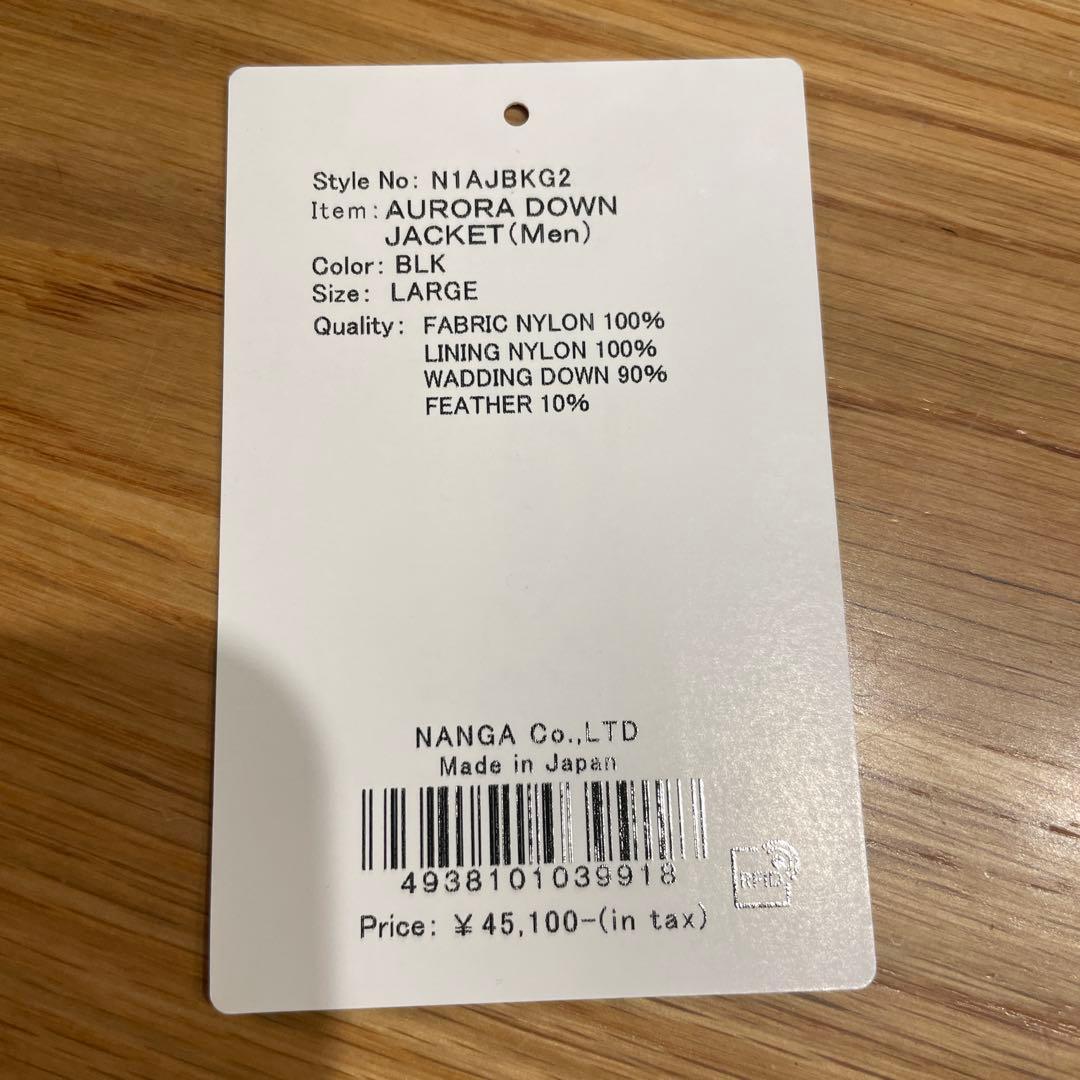 Style No: N1AJBKG2
Item: AURORA DOWN
JACKET(Men)
Color: BLK
Size: LARGE
Quality: FABRIC NYLON 100%
LINING NYLON 100%
WADDING DOWN 90%
FEATHER 10%
NANGA Co.,LTD
Made in Japan
4938101039918
RFID
Price: ¥45,100-(in tax)